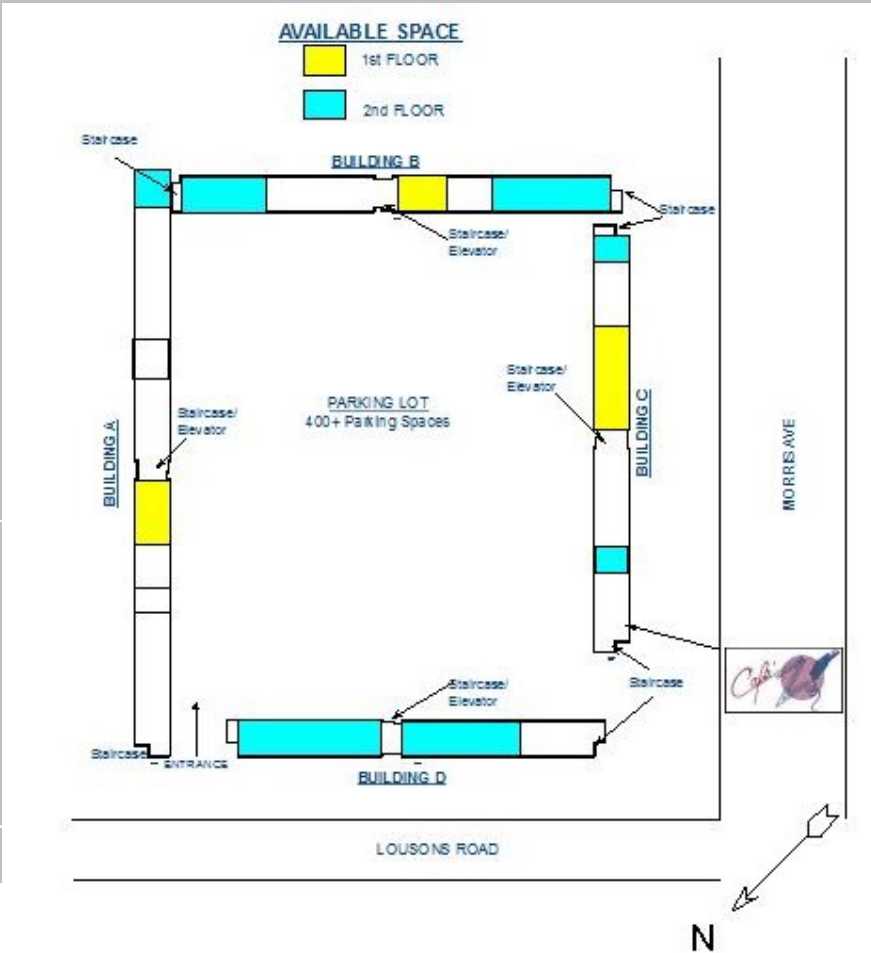 AVAILABLE SPACE
1st FLOOR
2nd FLOOR
Staircase
BUILDING B
Staircase
Staircase/
Elevator
Staircase/
Elevator
PARKING LOT
400+ Parking Spaces
Staircase/
Elevator
BUILDING A
BUILDING C
MORRIS AVE
Staircase/
Elevator
Staircase
Staircase
ENTRANCE
BUILDING D
LOUSONS ROAD
N